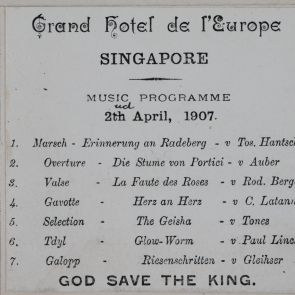 Grand Hotel de l'Europe
SINGAPORE
MUSIC PROGRAMME
ud
2th April, 1907.
1. Marsch - Erinnerung an Radeberg - v Tos. Hantsc
2. Overture - Die Stume von Portici - v Auber
3. Valse - La Faute des Roses - v Rod. Berg
4. Gavotte - Herz an Herz - v C. Latann
5. Selection - The Geisha - v Tones
6. Tdyl - Glow-Worm - v Paul Linc
7. Galopp - Riesenschritten - v Gleihser
GOD SAVE THE KING.